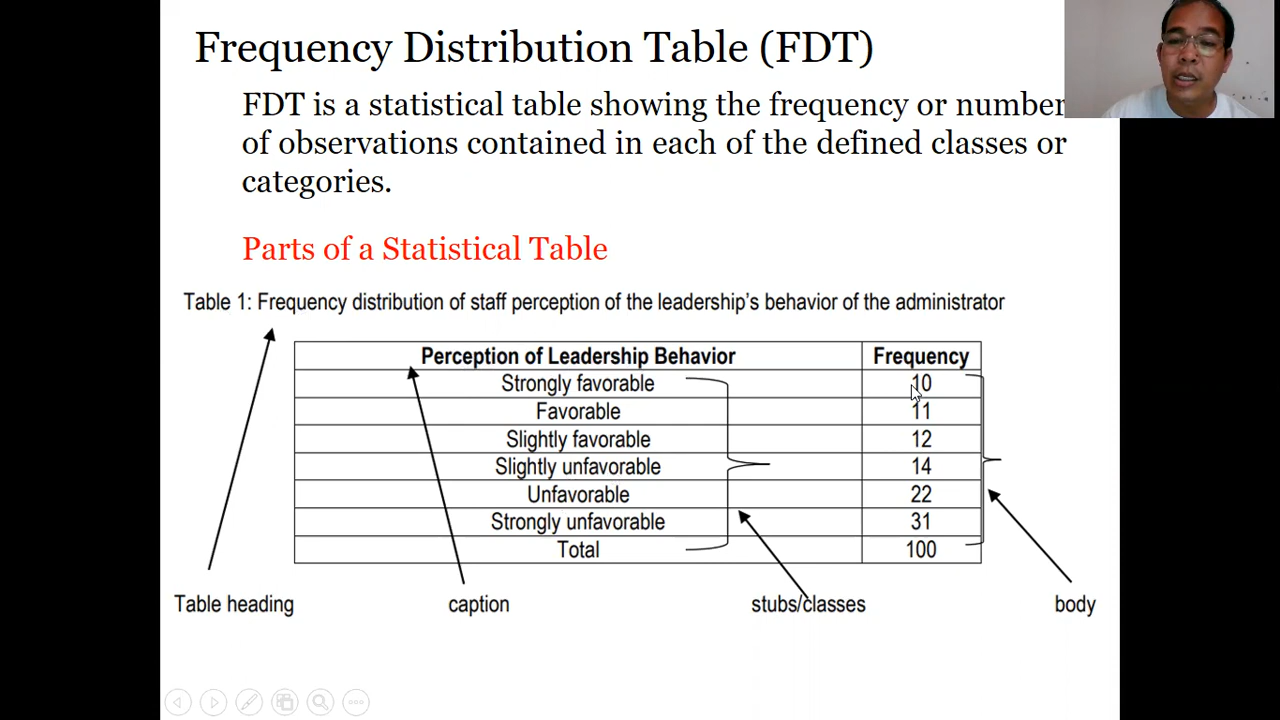 Frequency Distribution Table (FDT)
FDT is a statistical table showing the frequency or number
of observations contained in each of the defined classes or
categories.
Parts of a Statistical Table
Table 1: Frequency distribution of staff perception of the leadership's behavior of the administrator
Perception of Leadership Behavior Frequency
Strongly favorable 10
Favorable 11
Slightly favorable 12
Slightly unfavorable 14
Unfavorable 22
Strongly unfavorable 31
Total 100
Table heading caption stubs/classes body